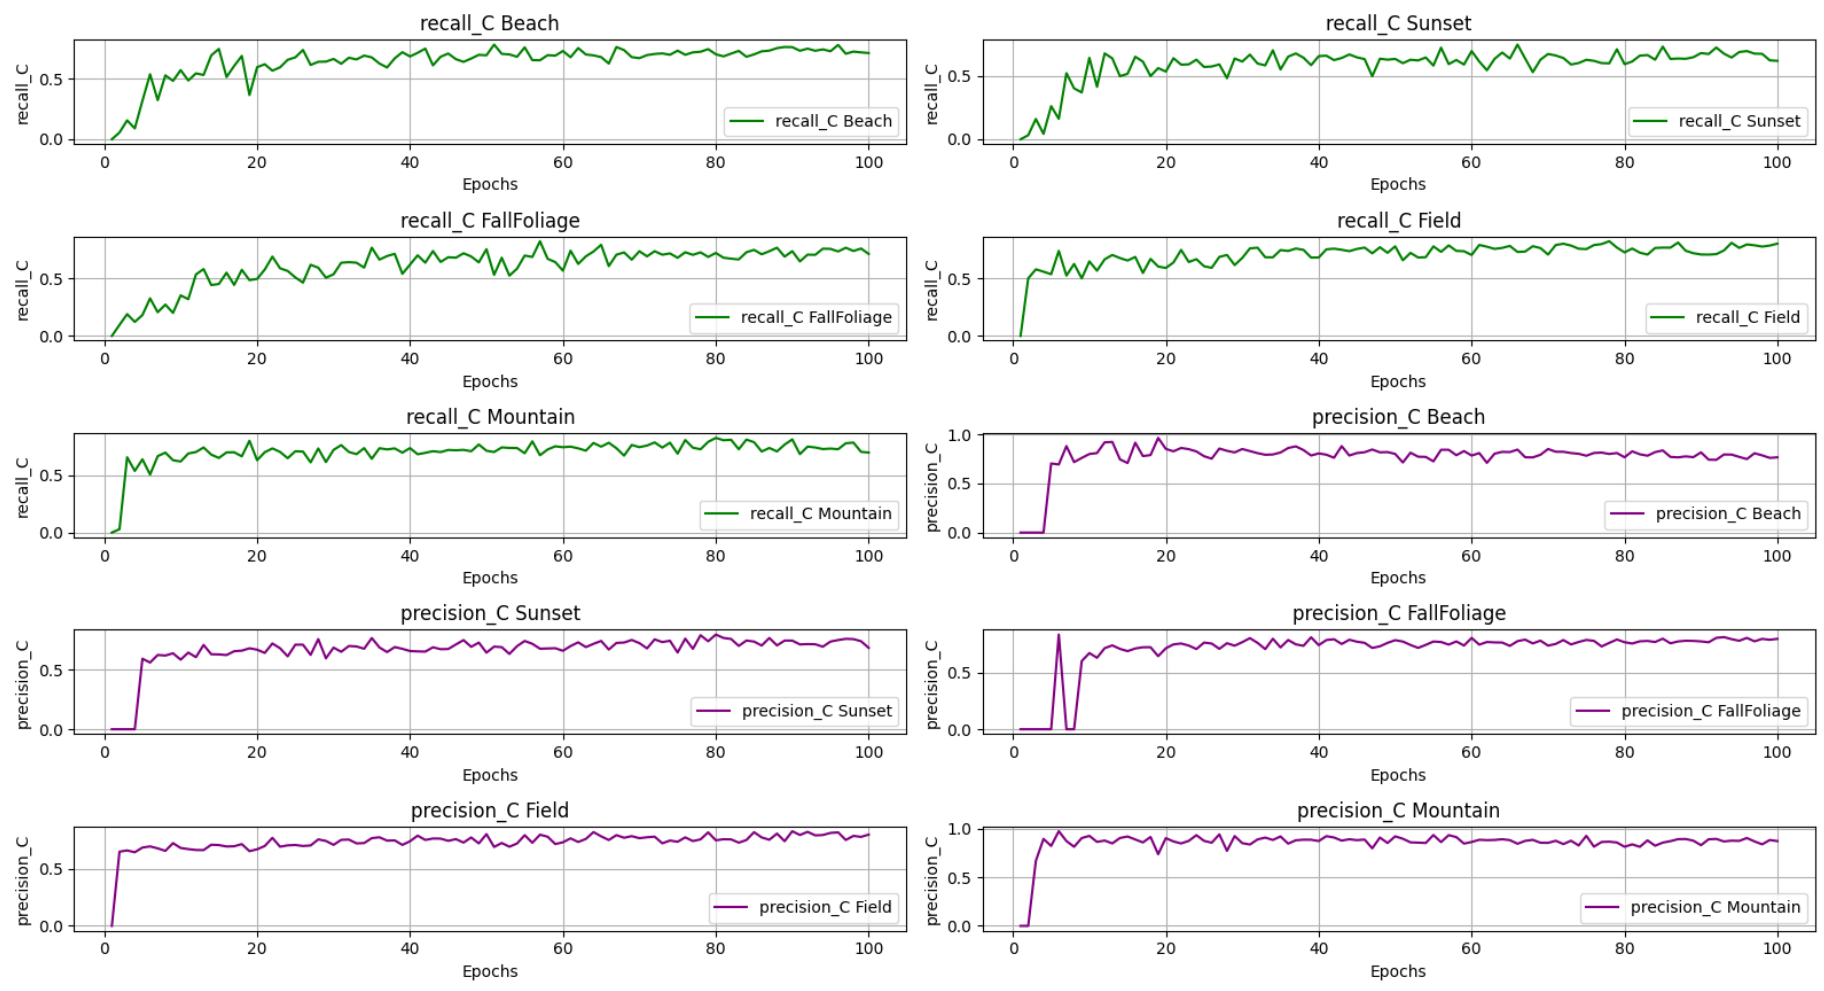 recall_C Beach
recall_C
0.5
0.0
recall_C Beach
0 20 40 60 80 100
Epochs
recall_C Sunset
recall_C
0.5
0.0
recall_C Sunset
0 20 40 60 80 100
Epochs
recall_C FallFoliage
recall_C
0.5
0.0
recall_C FallFoliage
0 20 40 60 80 100
Epochs
recall_C Field
recall_C
0.5
0.0
recall_C Field
0 20 40 60 80 100
Epochs
recall_C Mountain
recall_C
0.5
0.0
recall_C Mountain
0 20 40 60 80 100
Epochs
precision_C Beach
precision_C
1.0
0.5
0.0
precision_C Beach
0 20 40 60 80 100
Epochs
precision_C Sunset
precision_C
0.5
0.0
precision_C Sunset
0 20 40 60 80 100
Epochs
precision_C FallFoliage
precision_C
0.5
0.0
precision_C FallFoliage
0 20 40 60 80 100
Epochs
precision_C Field
precision_C
0.5
0.0
precision_C Field
0 20 40 60 80 100
Epochs
precision_C Mountain
precision_C
1.0
0.5
0.0
precision_C Mountain
0 20 40 60 80 100
Epochs